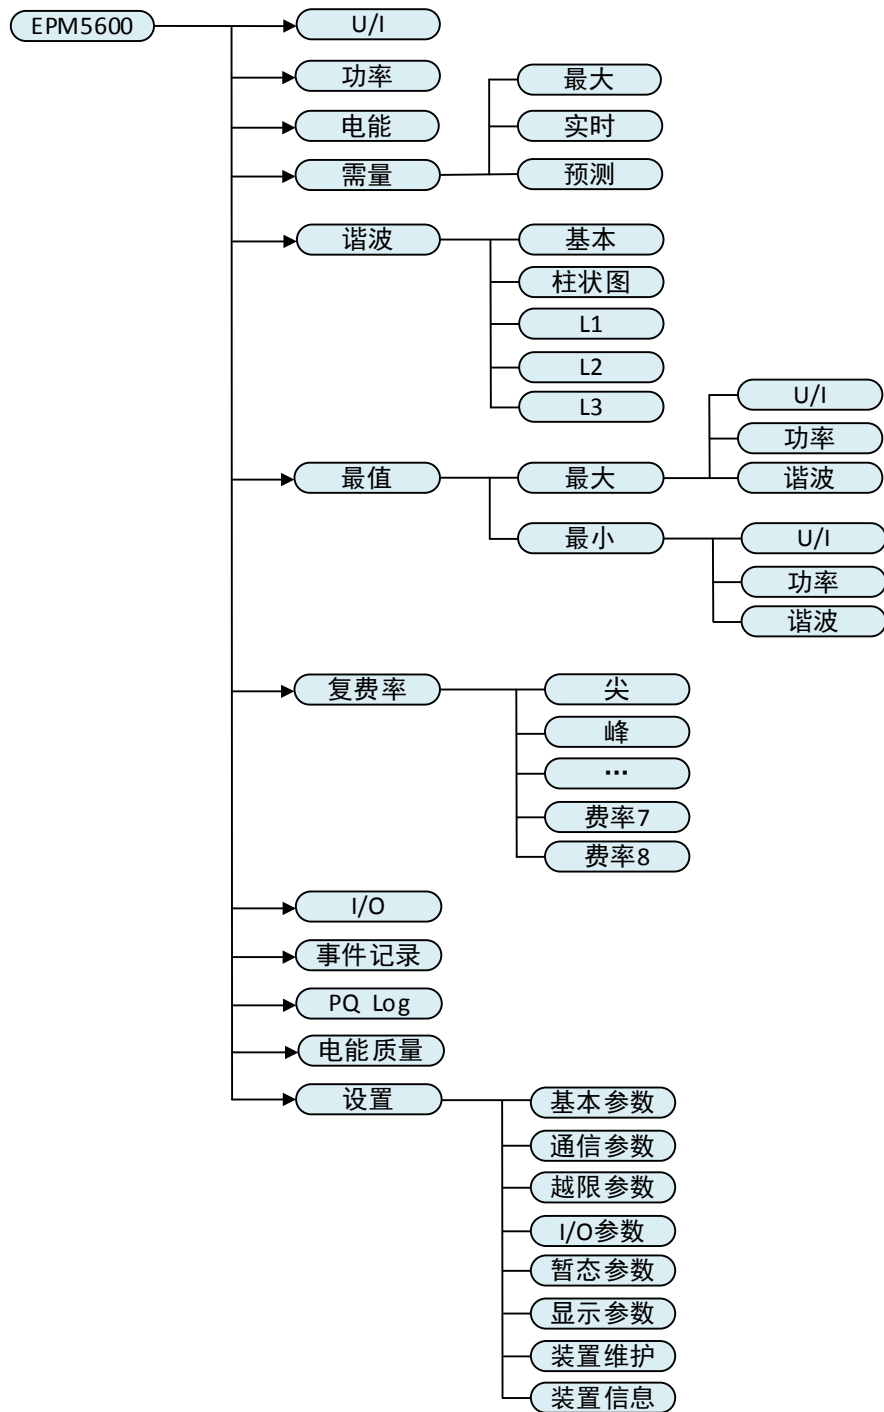 EPM5600
U/I
功率
电能
需量
最大
实时
预测
谐波
基本
柱状图
L1
L2
L3
最值
最大
U/I
功率
谐波
最小
U/I
功率
谐波
复费率
尖
峰
…
费率7
费率8
I/O
事件记录
PQ Log
电能质量
设置
基本参数
通信参数
越限参数
I/O参数
暂态参数
显示参数
装置维护
装置信息